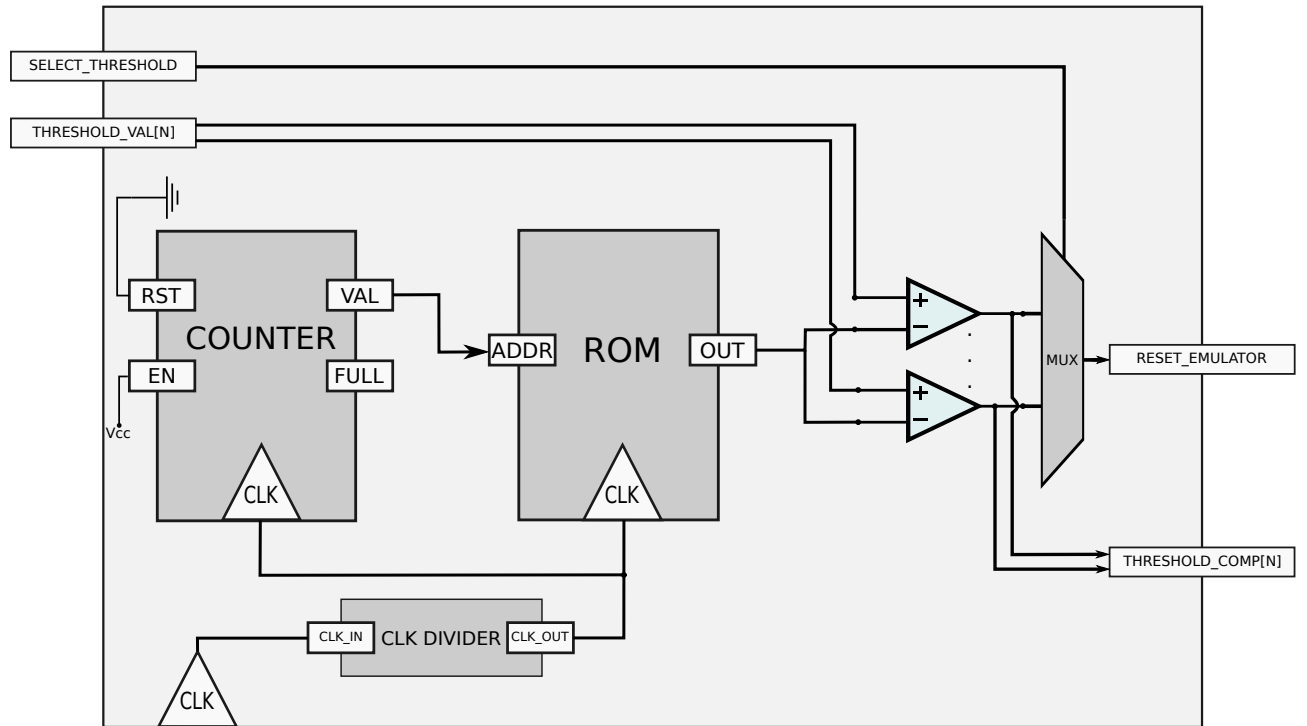 SELECT_THRESHOLD
THRESHOLD_VAL[N]
RST
VAL
COUNTER
EN
FULL
Vcc
CLK
ADDR
ROM
OUT
CLK
+
−
+
−
MUX
RESET_EMULATOR
THRESHOLD_COMP[N]
CLK_IN
CLK DIVIDER
CLK_OUT
CLK